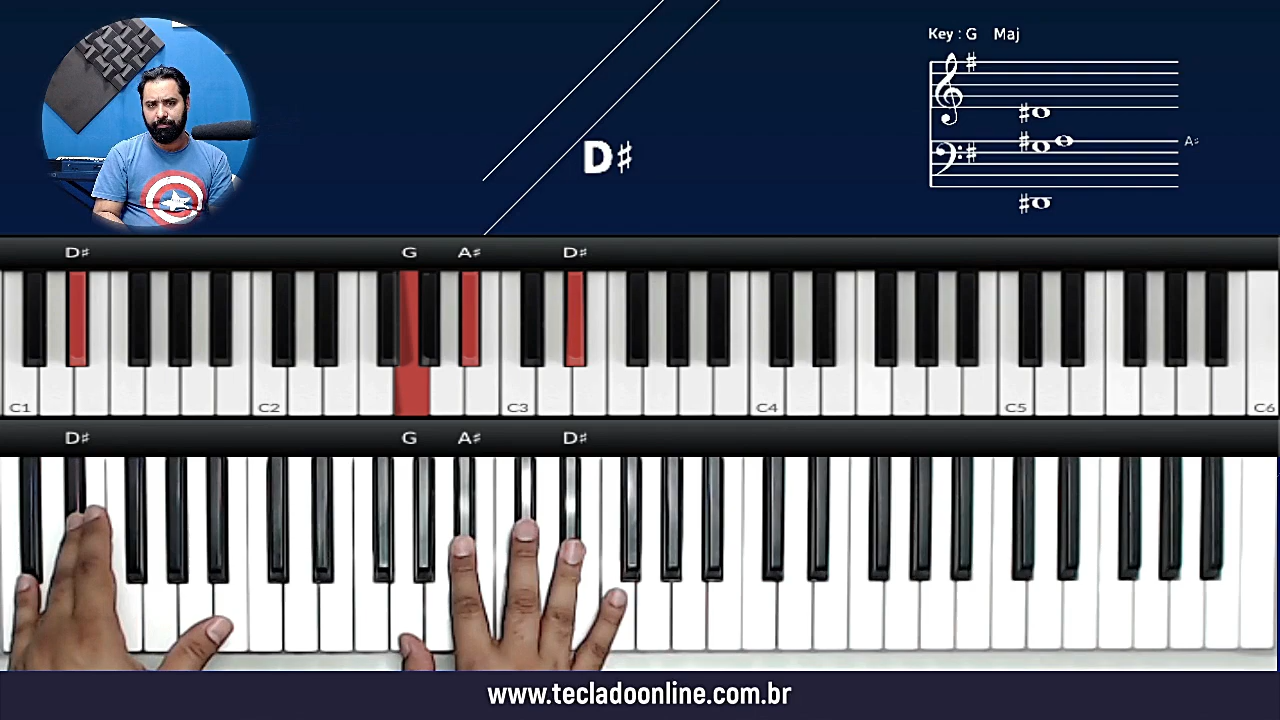 Key : G Maj
A♯
D♯
D♯ G A♯ D♯
C1 C2 C3 C4 C5 C6
D♯ G A♯ D♯
www.tecladoonline.com.br